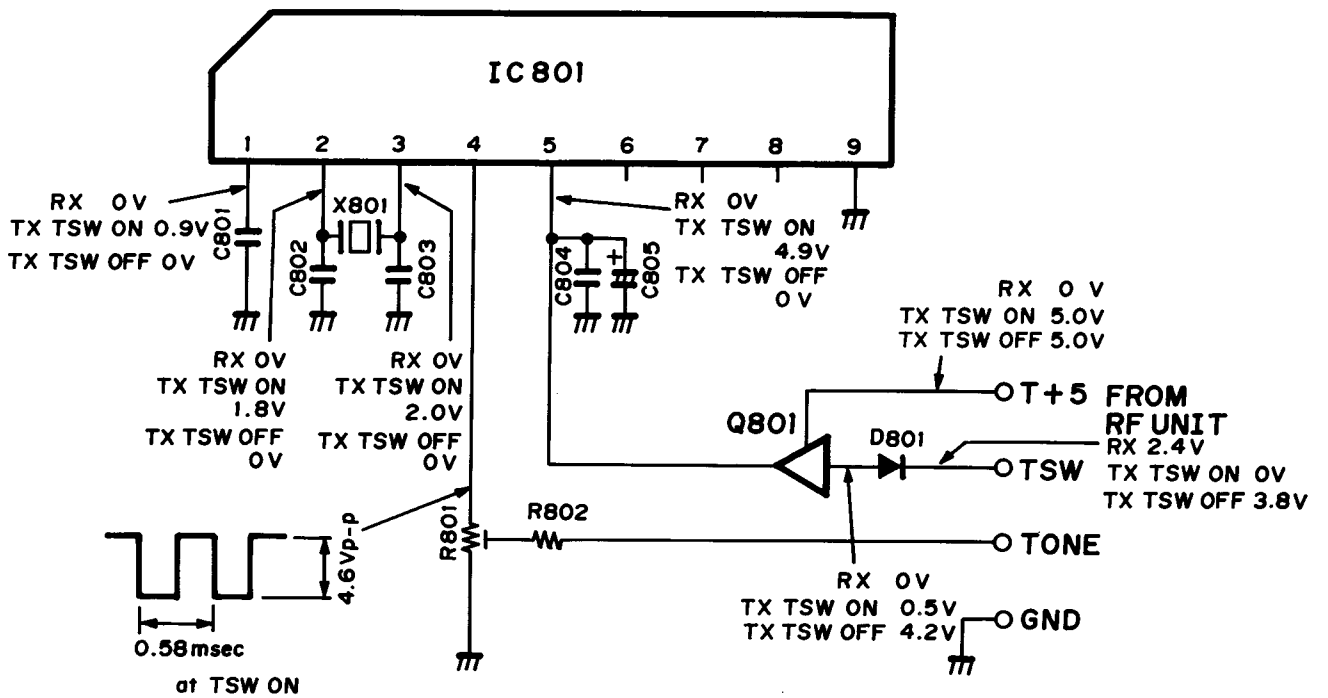 IC801
1 2 3 4 5 6 7 8 9
RX 0V
TX TSW ON 0.9V
TX TSW OFF 0V
C801
C802
X801
C803
RX 0V
TX TSW ON
1.8V
TX TSW OFF
0V
RX 0V
TX TSW ON
2.0V
TX TSW OFF
0V
C804
+
C805
RX 0V
TX TSW ON
4.9V
TX TSW OFF
0V
RX 0 V
TX TSW ON 5.0V
TX TSW OFF 5.0V
T+5 FROM
RF UNIT
Q801
D801
RX 2.4V
TSW
TX TSW ON 0V
TX TSW OFF 3.8V
R801
R802
TONE
RX 0V
TX TSW ON 0.5V
TX TSW OFF 4.2V
GND
4.6Vp-p
0.58msec
at TSW ON